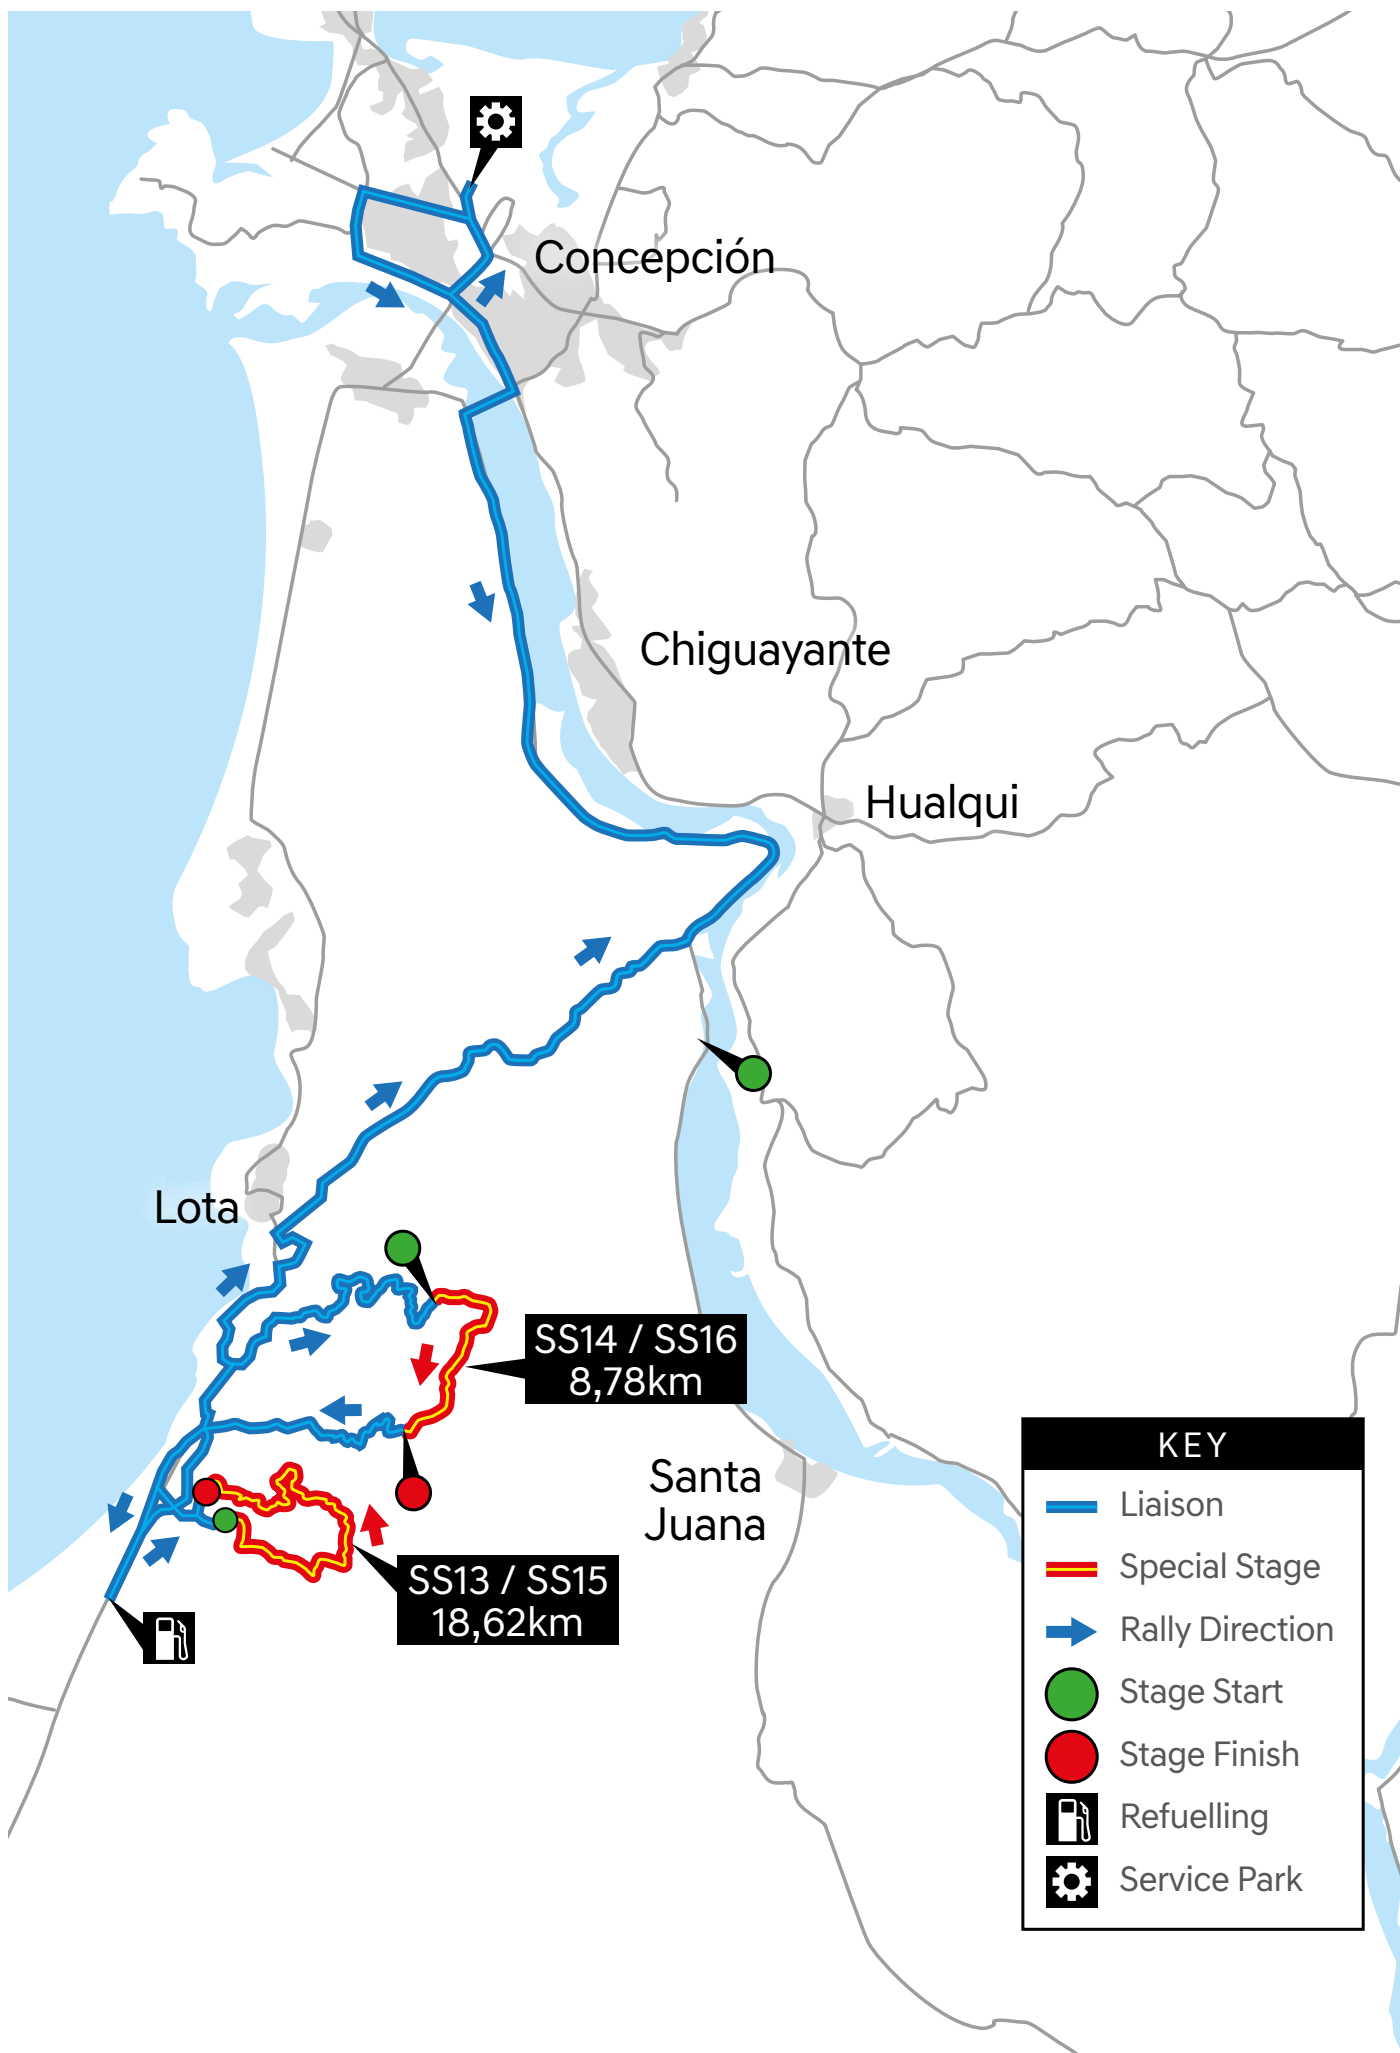 Concepción
Chiguayante
Hualqui
Lota
SS14 / SS16
8,78km
Santa
Juana
SS13 / SS15
18,62km
KEY
Liaison
Special Stage
Rally Direction
Stage Start
Stage Finish
Refuelling
Service Park